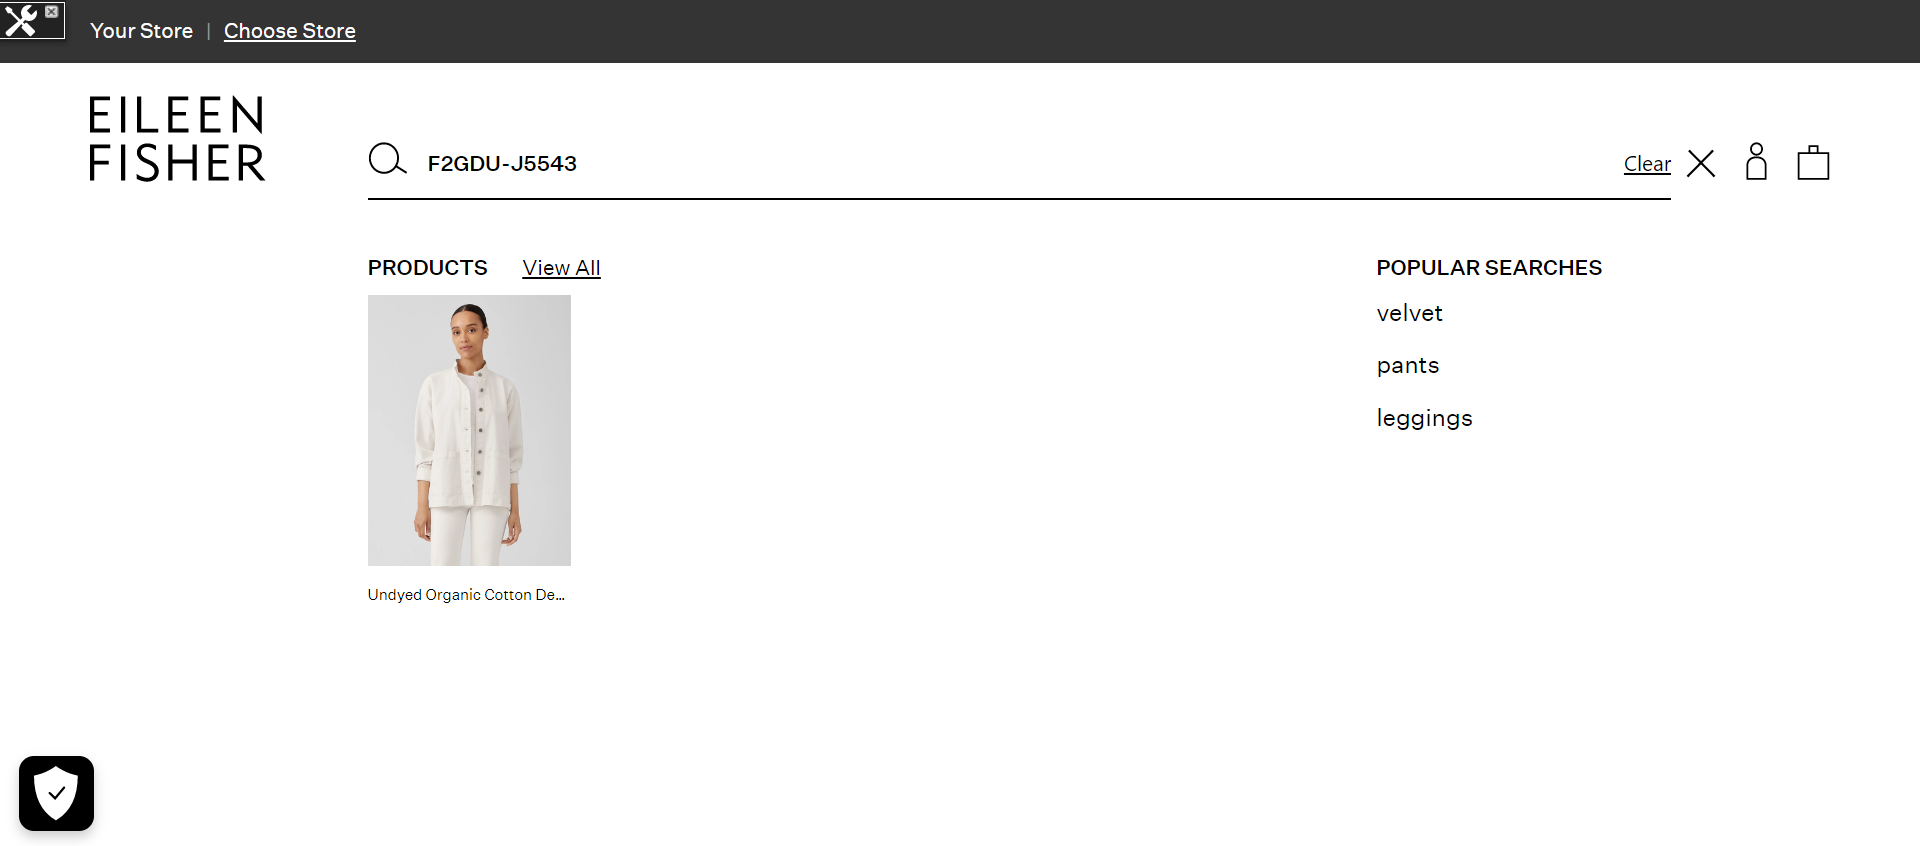 Your Store | Choose Store
EILEEN
FISHER
F2GDU-J5543
Clear
PRODUCTS View All
Undyed Organic Cotton De...
POPULAR SEARCHES
velvet
pants
leggings